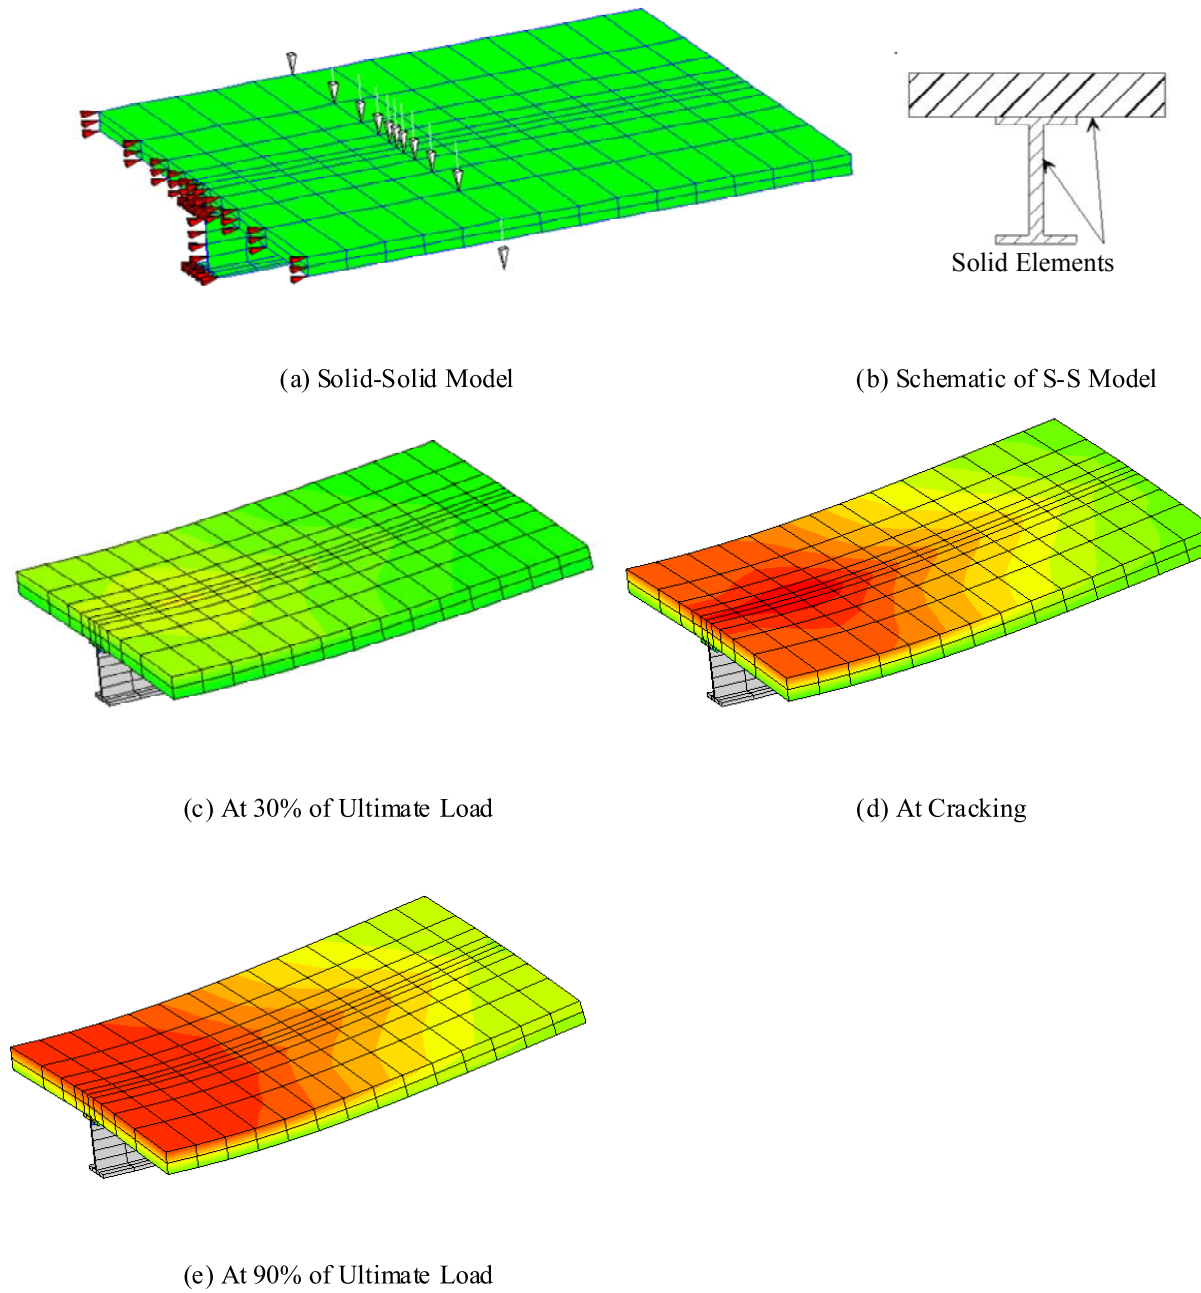 Solid Elements
(a) Solid-Solid Model
(b) Schematic of S-S Model
(c) At 30% of Ultimate Load
(d) At Cracking
(e) At 90% of Ultimate Load